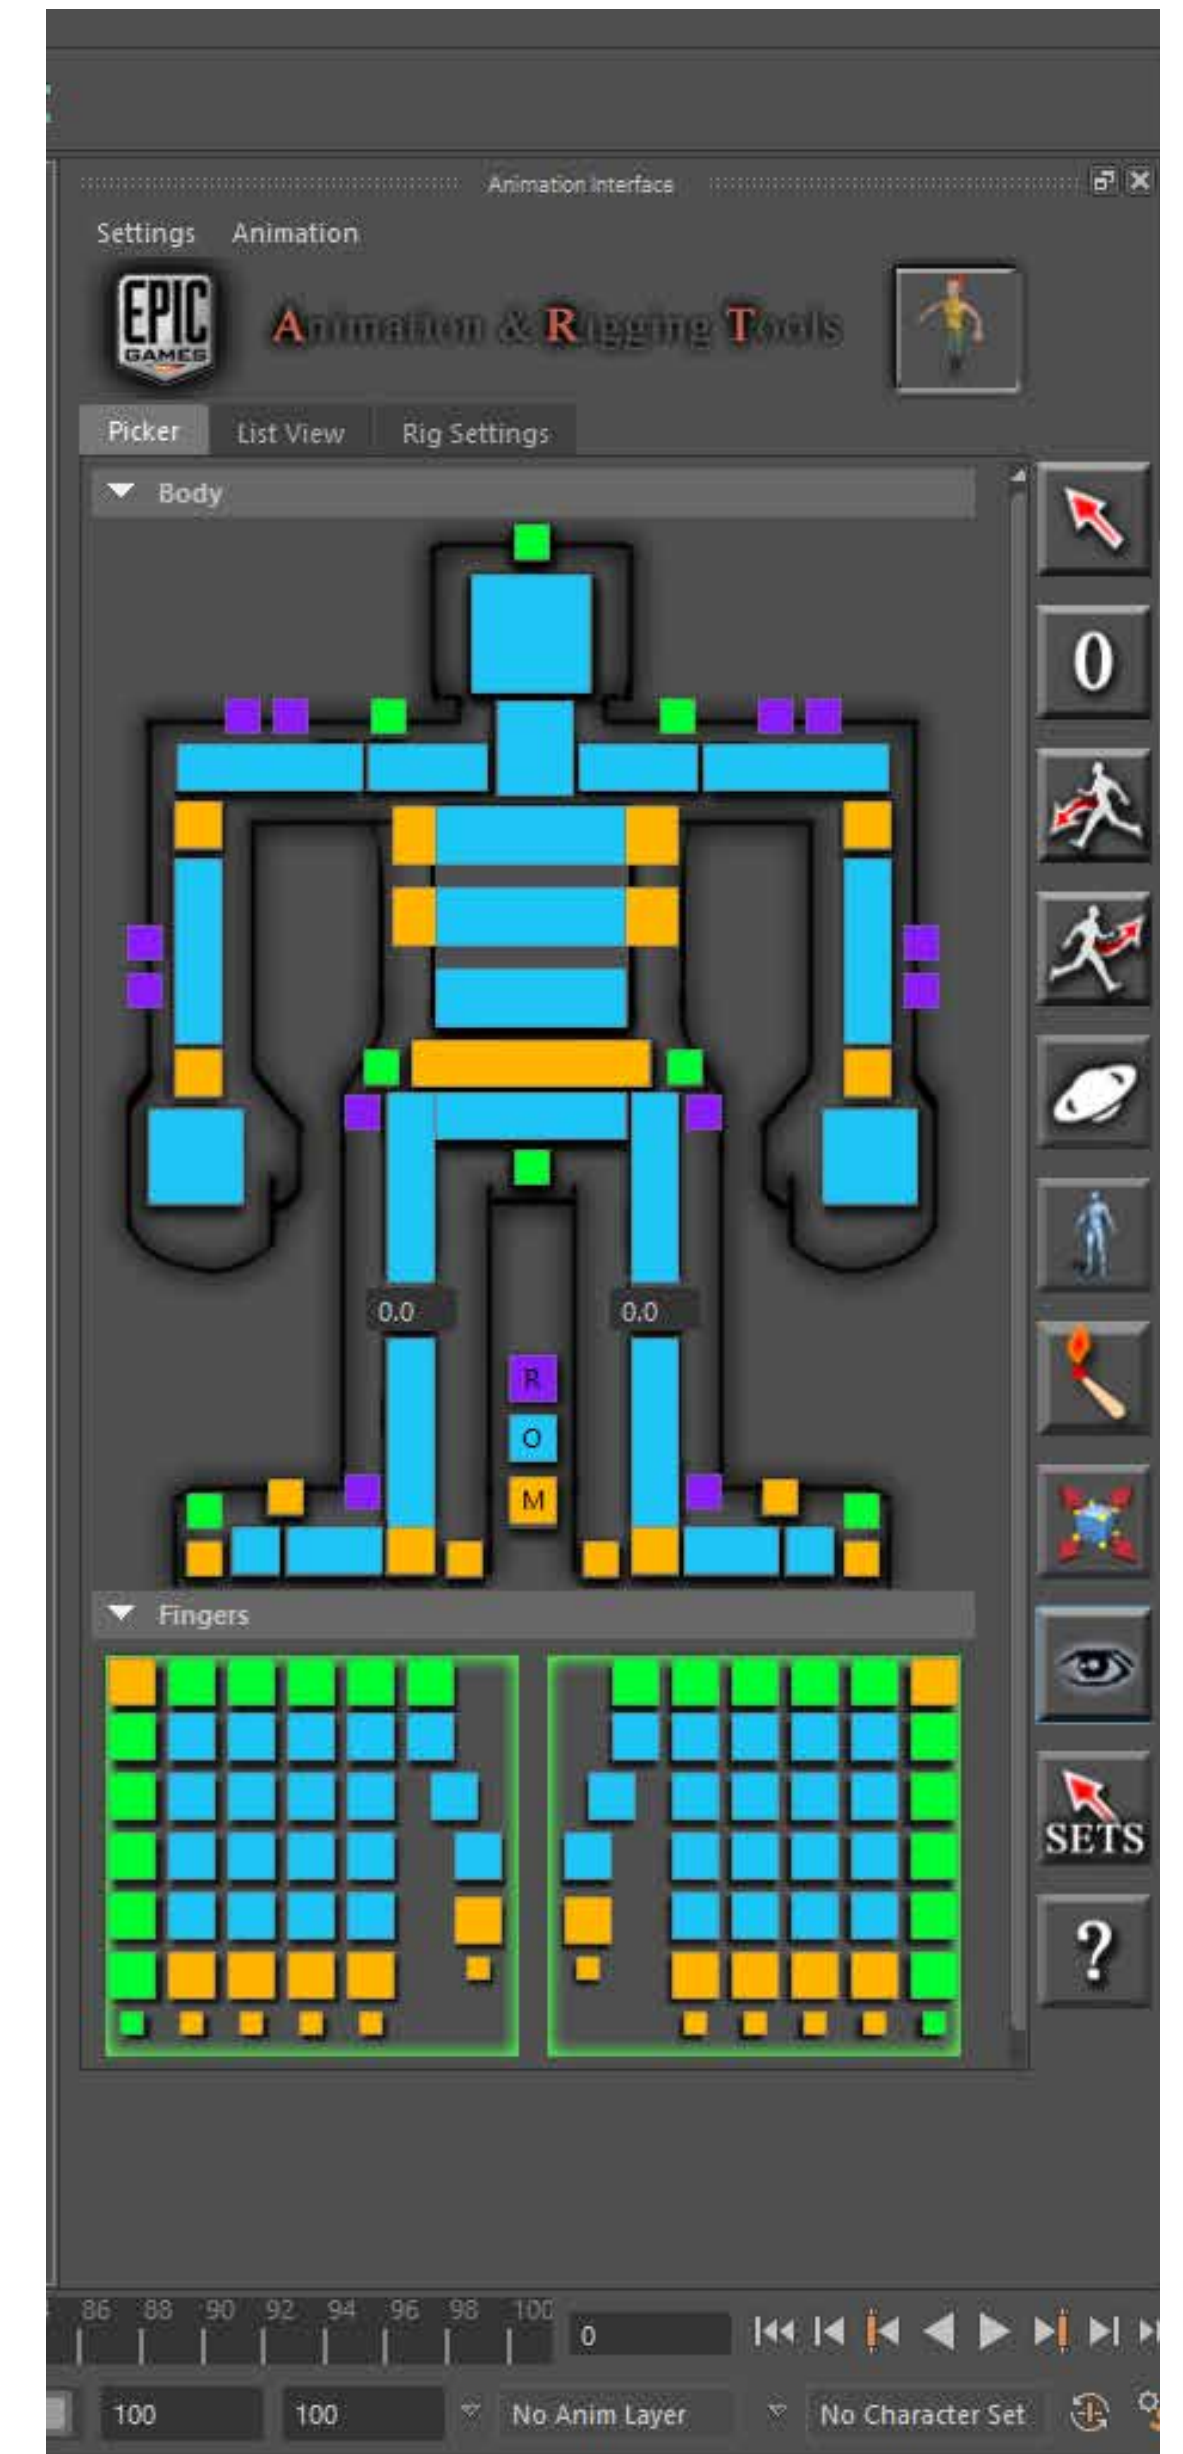 Animation Interface
Settings Animation
EPIC
GAMES
Animation & Rigging Tools
Picker List View Rig Settings
Body
0
0.0 0.0
R
O
M
Fingers
SETS
?
86 88 90 92 94 96 98 100
0
100 100 No Anim Layer No Character Set